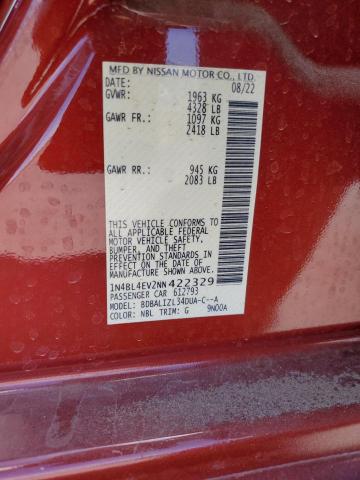 MFD BY NISSAN MOTOR CO., LTD.
08/22
GVWR: 1963 KG
4328 LB
GAWR FR.: 1097 KG
2418 LB
GAWR RR.: 945 KG
2083 LB
THIS VEHICLE CONFORMS TO
ALL APPLICABLE FEDERAL
MOTOR VEHICLE SAFETY,
BUMPER, AND THEFT
PREVENTION STANDARDS IN
EFFECT ON THE DATE OF
MANUFACTURE SHOWN ABOVE.
1N4BL4EV2NN422329
PASSENGER CAR 612793
MODEL: BDBALIZL34DUA-C--A
COLOR: NBL TRIM: G 9N00A